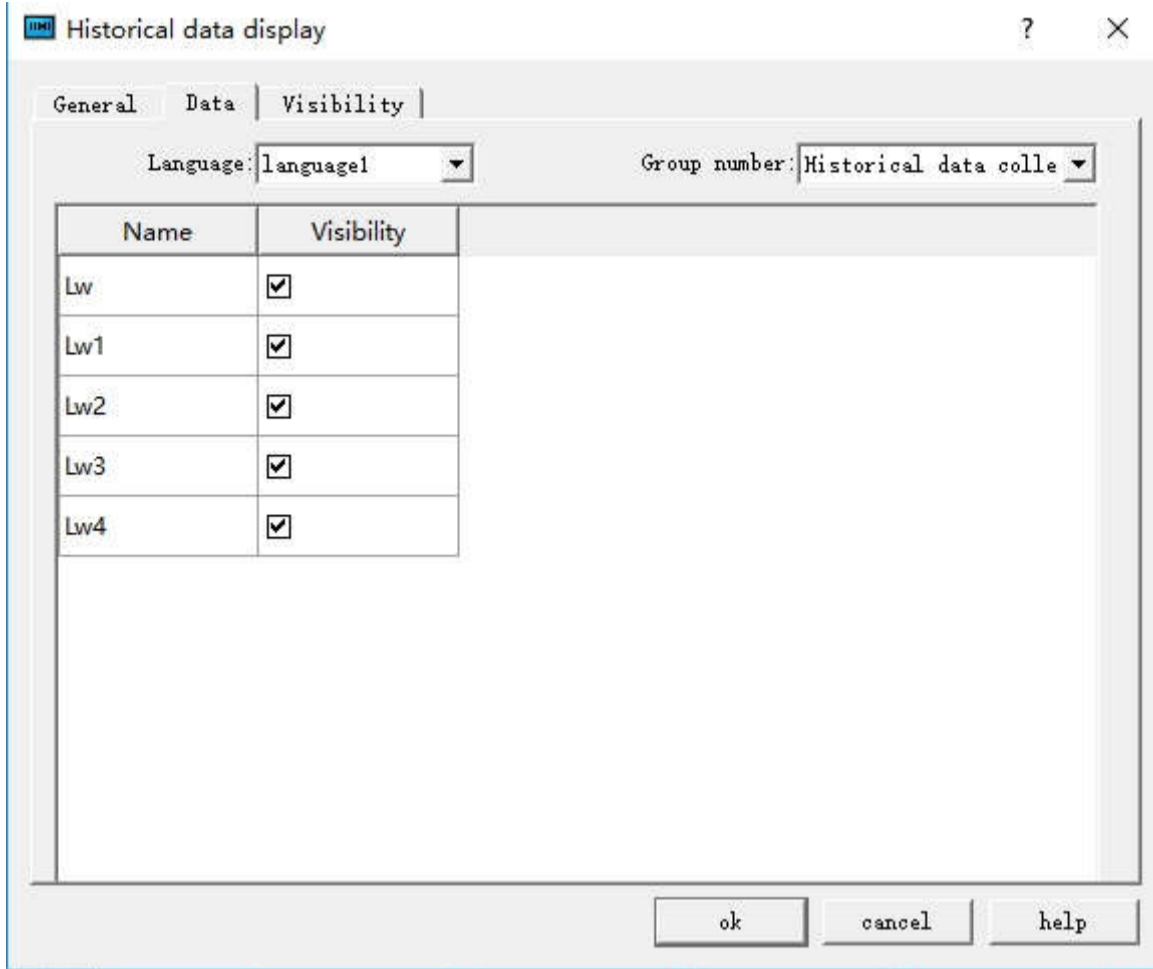 Historical data display
General Data Visibility
Language: language1 Group number: Historical data colle
Name Visibility
Lw
Lw1
Lw2
Lw3
Lw4
ok cancel help